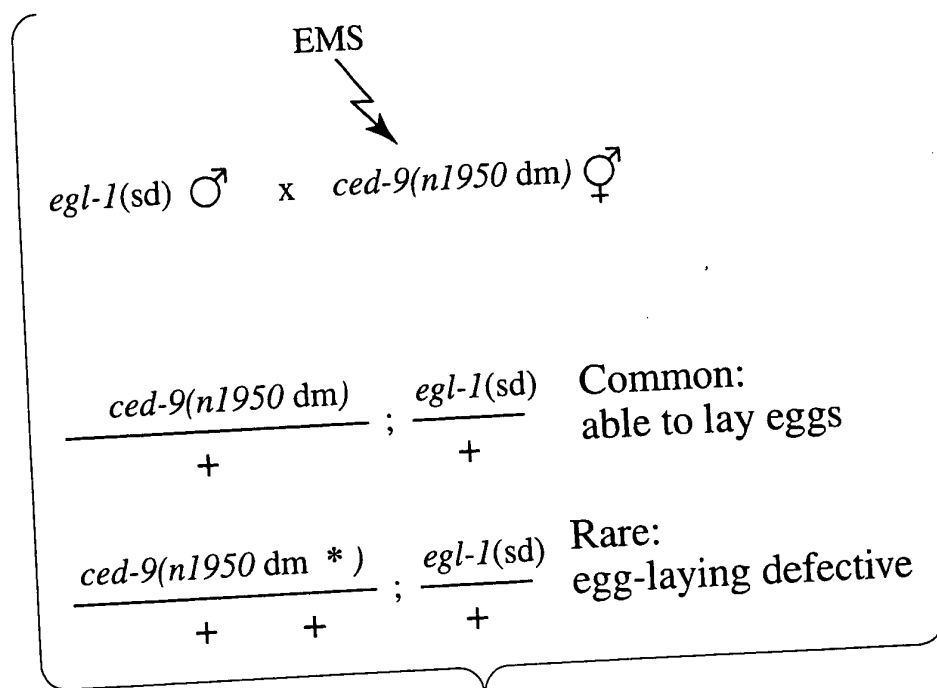 EMS
egl-1(sd) ♂ x ced-9(n1950 dm) ⚥
ced-9(n1950 dm) ; egl-1(sd) Common:
+ + able to lay eggs
ced-9(n1950 dm * ) ; egl-1(sd) Rare:
+ + + egg-laying defective